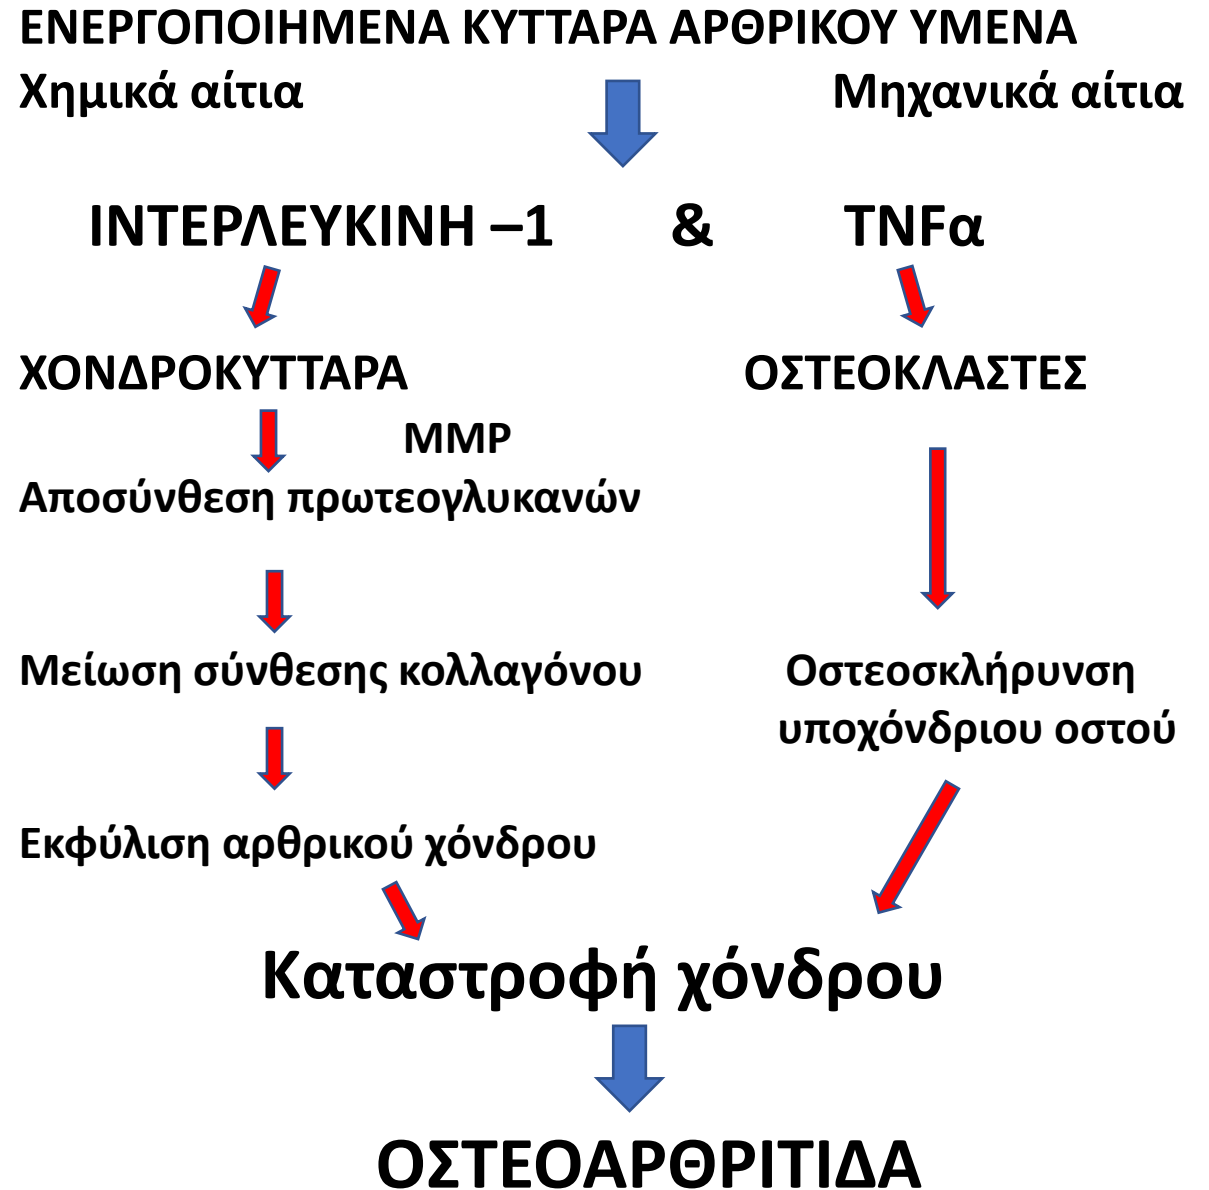 ΕΝΕΡΓΟΠΟΙΗΜΕΝΑ ΚΥΤΤΑΡΑ ΑΡΘΡΙΚΟΥ ΥΜΕΝΑ
Χημικά αίτια Μηχανικά αίτια
ΙΝΤΕΡΛΕΥΚΙΝΗ –1 & TNFα
ΧΟΝΔΡΟΚΥΤΤΑΡΑ ΟΣΤΕΟΚΛΑΣΤΕΣ
MMP
Αποσύνθεση πρωτεογλυκανών
Μείωση σύνθεσης κολλαγόνου Οστεοσκλήρυνση
υποχόνδριου οστού
Εκφύλιση αρθρικού χόνδρου
Καταστροφή χόνδρου
ΟΣΤΕΟΑΡΘΡΙΤΙΔΑ